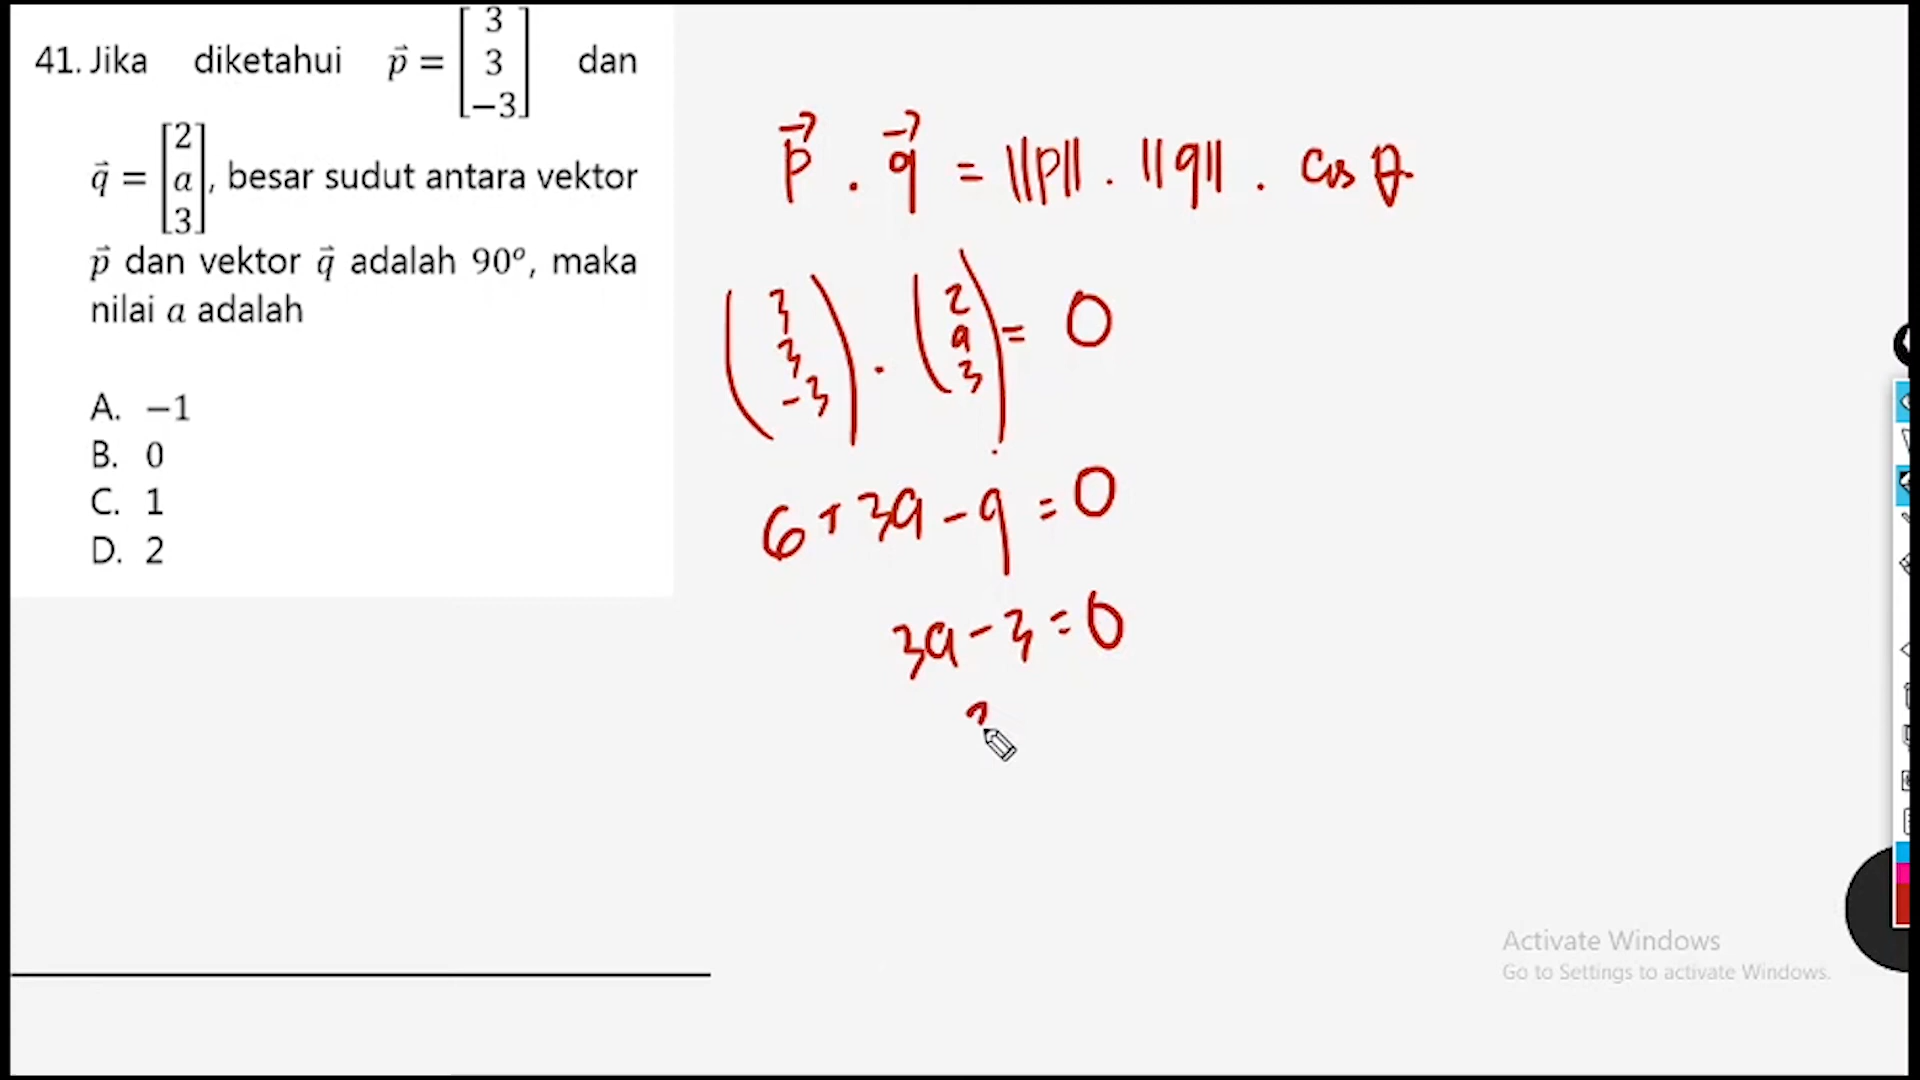 41. Jika diketahui p⃗ = [3 3 −3] dan
q⃗ = [2 a 3], besar sudut antara vektor
p⃗ dan vektor q⃗ adalah 90°, maka
nilai a adalah
A. −1
B. 0
C. 1
D. 2
p⃗ . q⃗ = ||p|| . ||q|| . cos θ
(3 3 -3) . (2 a 3) = 0
6 + 3a - 9 = 0
3a - 3 = 0
Activate Windows
Go to Settings to activate Windows.